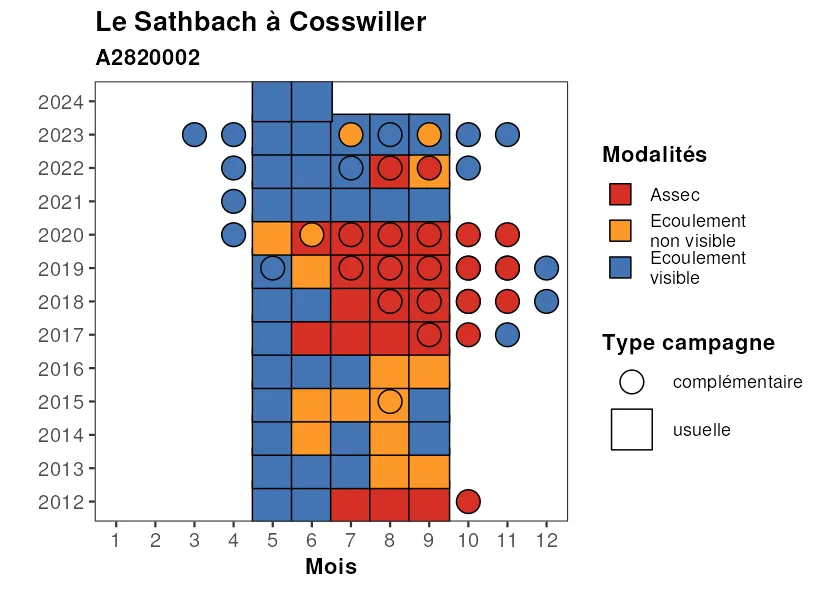 Le Sathbach à Cosswiller
A2820002
2024
2023
2022
2021
2020
2019
2018
2017
2016
2015
2014
2013
2012
1 2 3 4 5 6 7 8 9 10 11 12
Mois
Modalités
Assec
Ecoulement
non visible
Ecoulement
visible
Type campagne
complémentaire
usuelle